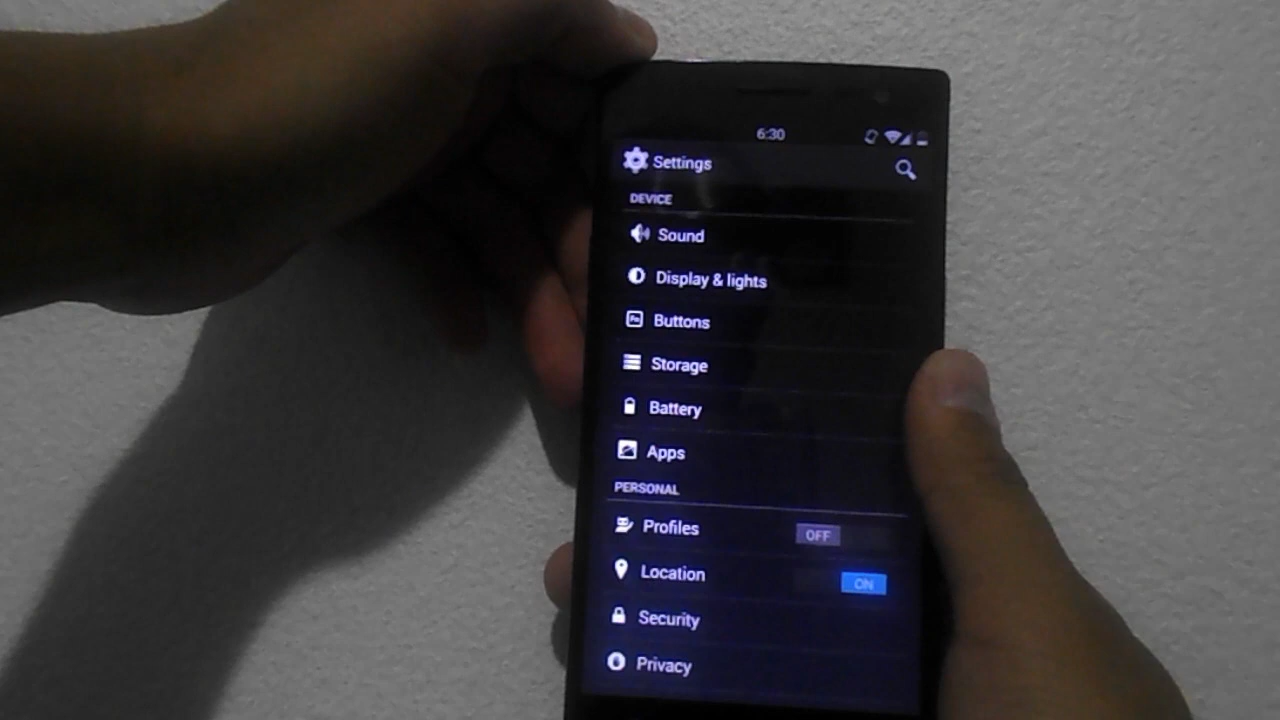 6:30
Settings
DEVICE
Sound
Display & lights
Buttons
Storage
Battery
Apps
PERSONAL
Profiles OFF
Location ON
Security
Privacy